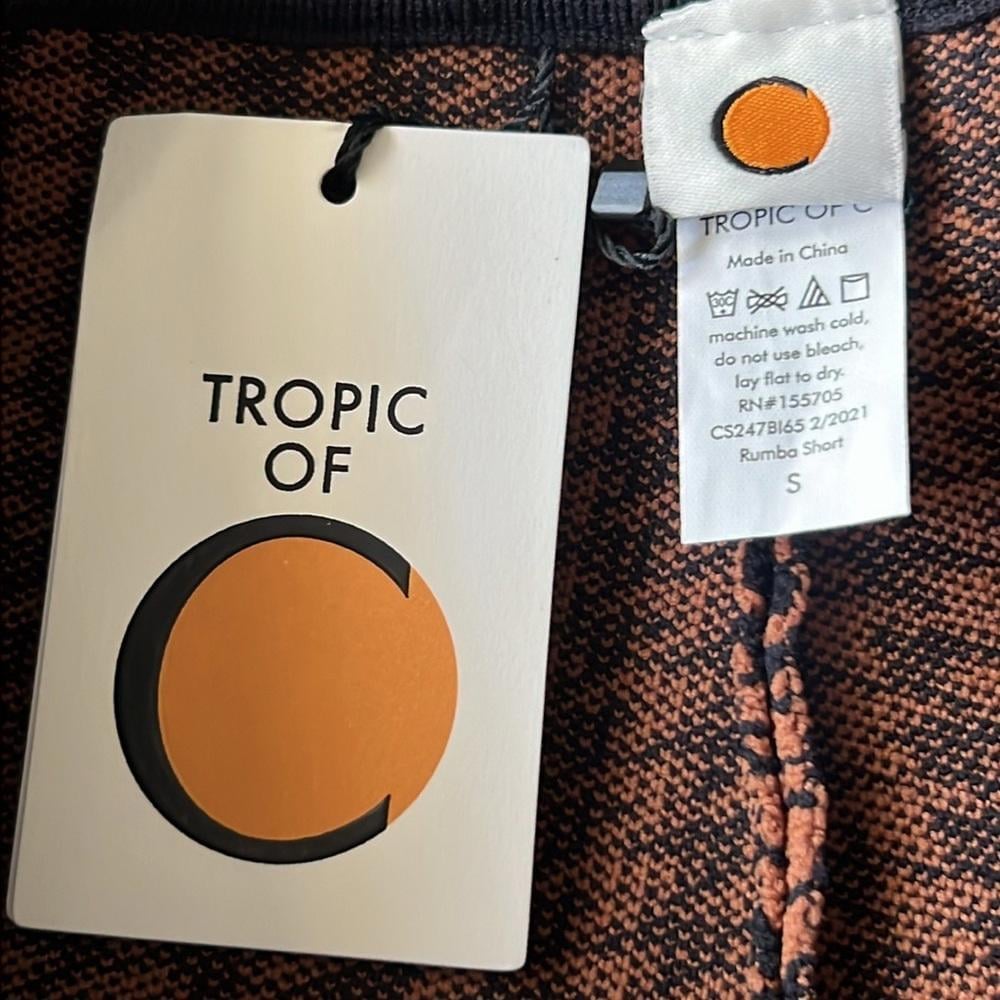 TROPIC
OF
C
TROPIC OF C
Made in China
30C
machine wash cold,
do not use bleach,
lay flat to dry.
RN#155705
CS247BI65 2/2021
Rumba Short
S